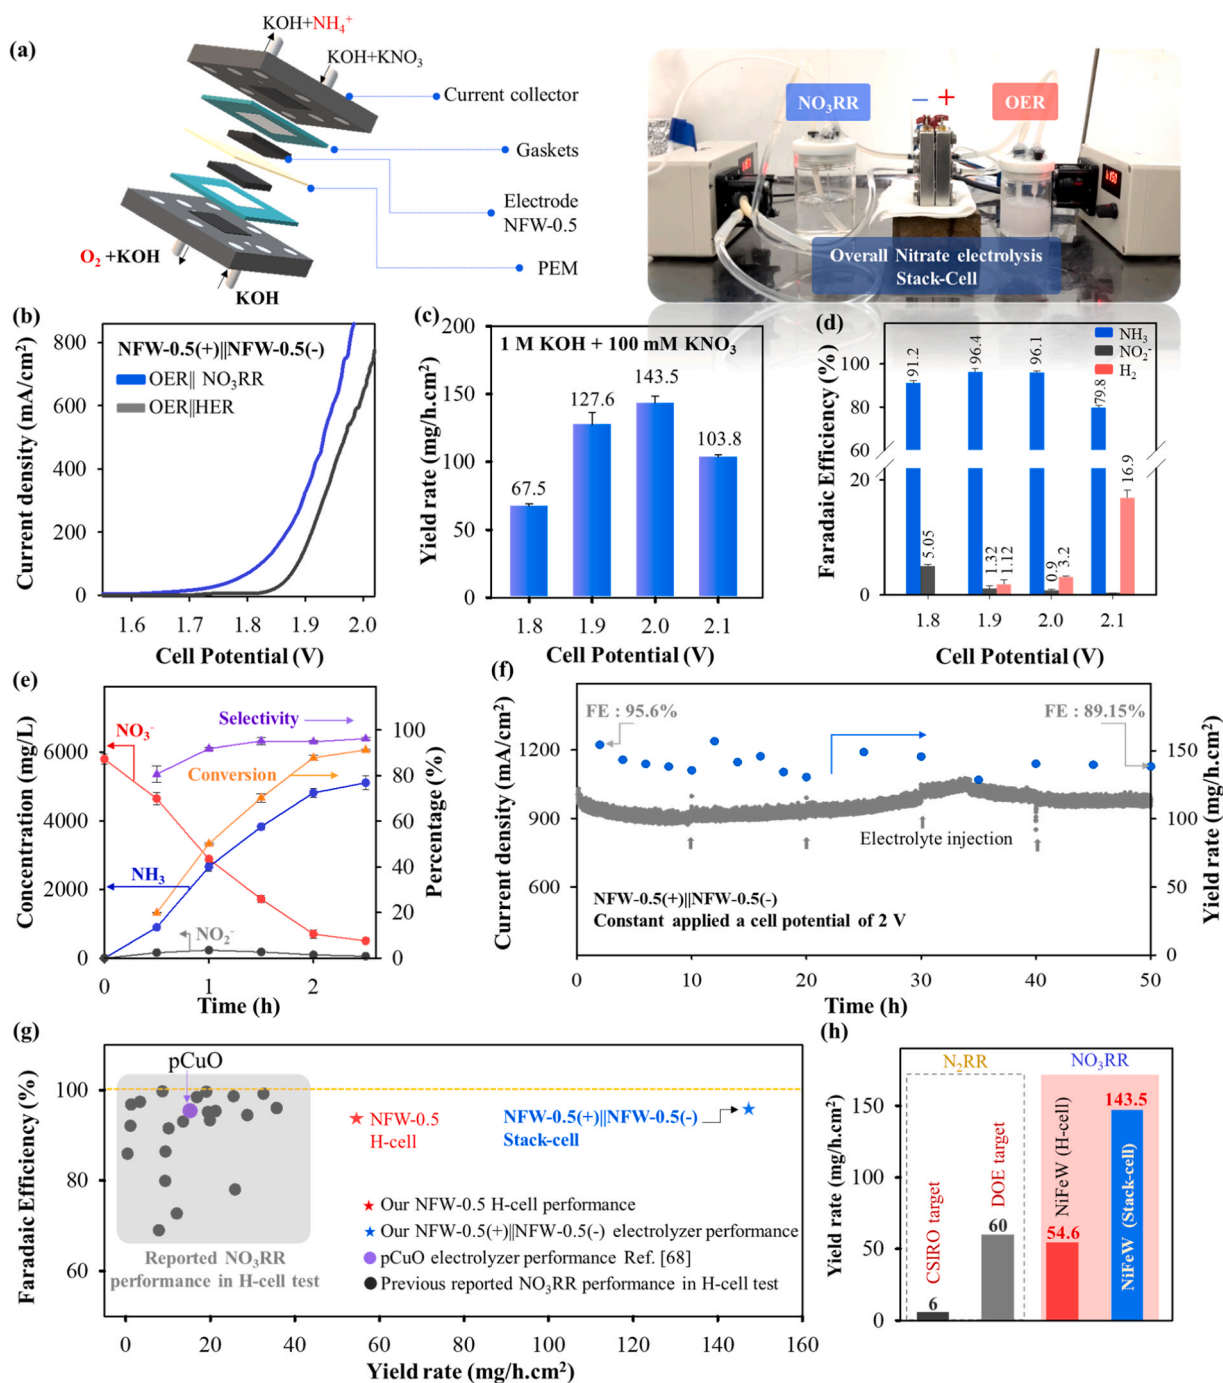 (a)
KOH+NH₄⁺
KOH+KNO₃
Current collector
Gaskets
Electrode
NFW-0.5
PEM
O₂ +KOH
KOH
NO₃RR
− +
OER
Overall Nitrate electrolysis
Stack-Cell
(b)
NFW-0.5(+)||NFW-0.5(-)
OER|| NO₃RR
OER||HER
Current density (mA/cm²)
800
600
400
200
0
1.6 1.7 1.8 1.9 2.0
Cell Potential (V)
(c)
1 M KOH + 100 mM KNO₃
Yield rate (mg/h.cm²)
200
150
100
50
0
67.5
127.6
143.5
103.8
1.8 1.9 2.0 2.1
Cell Potential (V)
(d)
NH₃
NO₂⁻
H₂
Faradaic Efficiency (%)
100
80
60
20
0
91.2
5.05
96.4
1.32
1.12
96.1
0.9
3.2
79.8
16.9
1.8 1.9 2.0 2.1
Cell Potential (V)
(e)
Concentration (mg/L)
6000
4000
2000
0
NO₃⁻
Selectivity
Conversion
NH₃
NO₂⁻
100
80
60
40
20
0
Percentage (%)
0 1 2
Time (h)
(f)
Current density (mA/cm²)
1200
900
600
FE : 95.6%
FE : 89.15%
Electrolyte injection
NFW-0.5(+)||NFW-0.5(-)
Constant applied a cell potential of 2 V
150
100
50
0
Yield rate (mg/h.cm²)
0 10 20 30 40 50
Time (h)
(g)
Faradaic Efficiency (%)
100
80
60
pCuO
NFW-0.5
H-cell
NFW-0.5(+)||NFW-0.5(-)
Stack-cell
Reported NO₃RR
performance in H-cell test
Our NFW-0.5 H-cell performance
Our NFW-0.5(+)||NFW-0.5(-) electrolyzer performance
pCuO electrolyzer performance Ref. [68]
Previous reported NO₃RR performance in H-cell test
0 20 40 60 80 100 120 140 160
Yield rate (mg/h.cm²)
(h)
Yield rate (mg/h.cm²)
150
100
50
0
N₂RR
NO₃RR
CSIRO target
6
DOE target
60
NiFeW (H-cell)
54.6
143.5
NiFeW (Stack-cell)